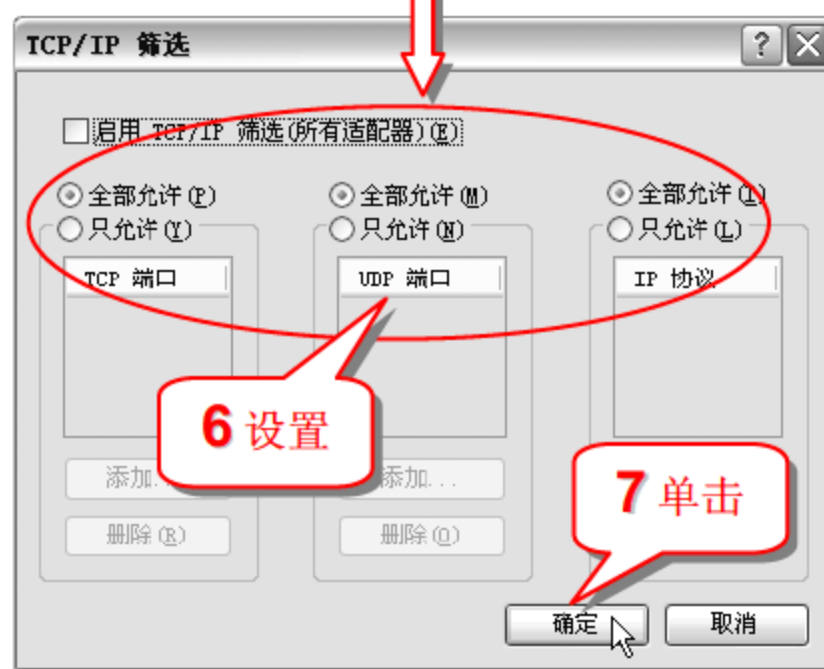 TCP/IP 筛选
启用 TCP/IP 筛选(所有适配器)(E)
全部允许(P)
全部允许(M)
全部允许(I)
只允许(Y)
只允许(N)
只允许(L)
TCP 端口
UDP 端口
IP 协议
6 设置
添加...
添加...
7 单击
删除(R)
删除(O)
确定
取消